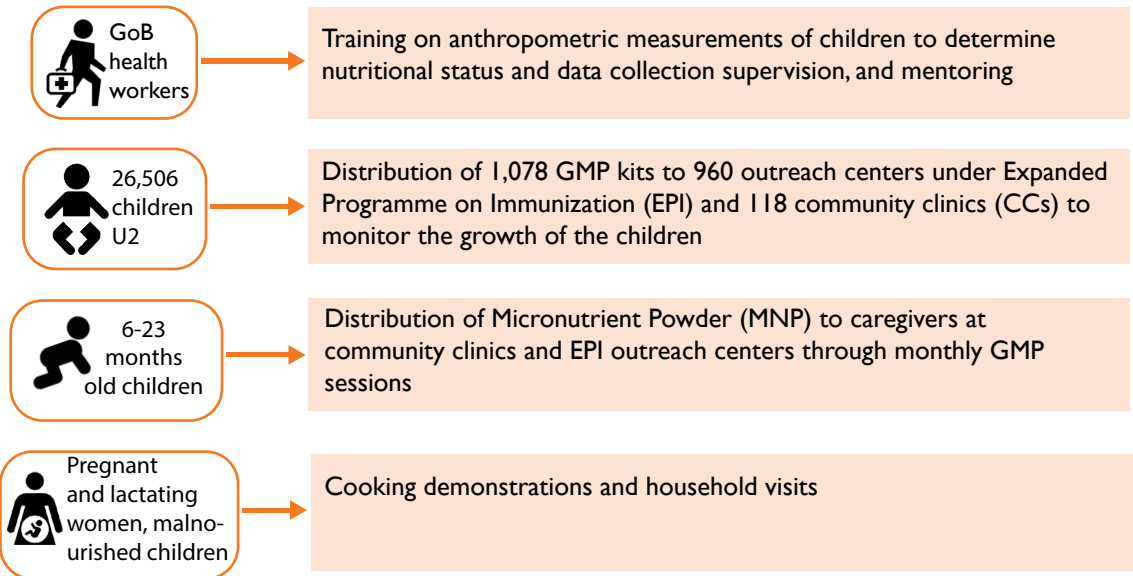 GoB
health
workers
Training on anthropometric measurements of children to determine
nutritional status and data collection supervision, and mentoring
26,506
children
U2
Distribution of 1,078 GMP kits to 960 outreach centers under Expanded
Programme on Immunization (EPI) and 118 community clinics (CCs) to
monitor the growth of the children
6-23
months
old children
Distribution of Micronutrient Powder (MNP) to caregivers at
community clinics and EPI outreach centers through monthly GMP
sessions
Pregnant
and lactating
women, malno-
urished children
Cooking demonstrations and household visits